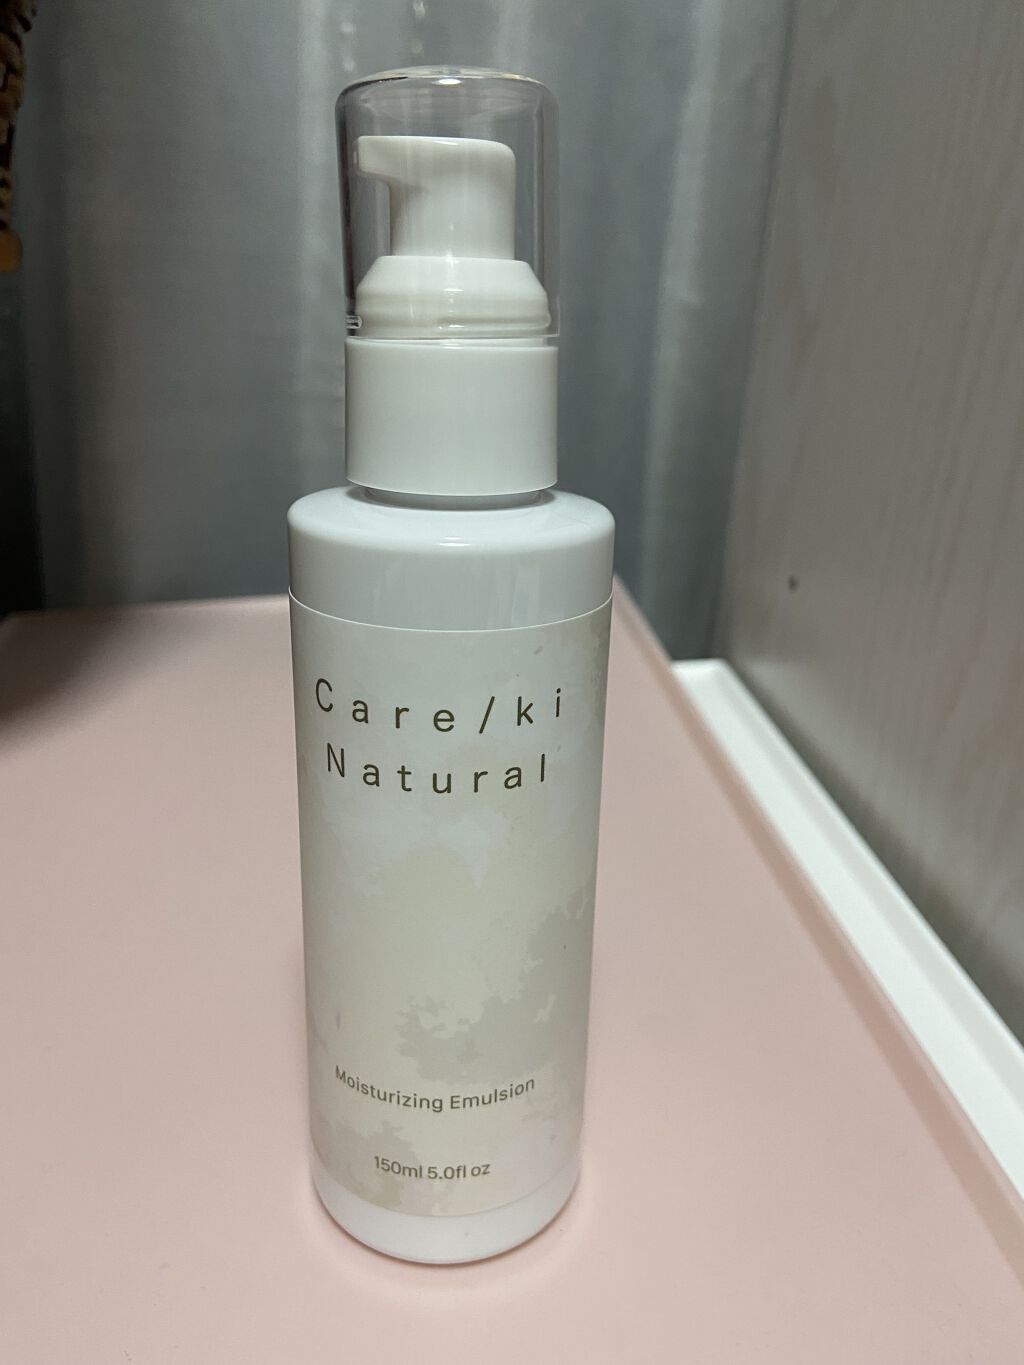 Care/ki
Natural
Moisturizing Emulsion
150ml 5.0fl oz